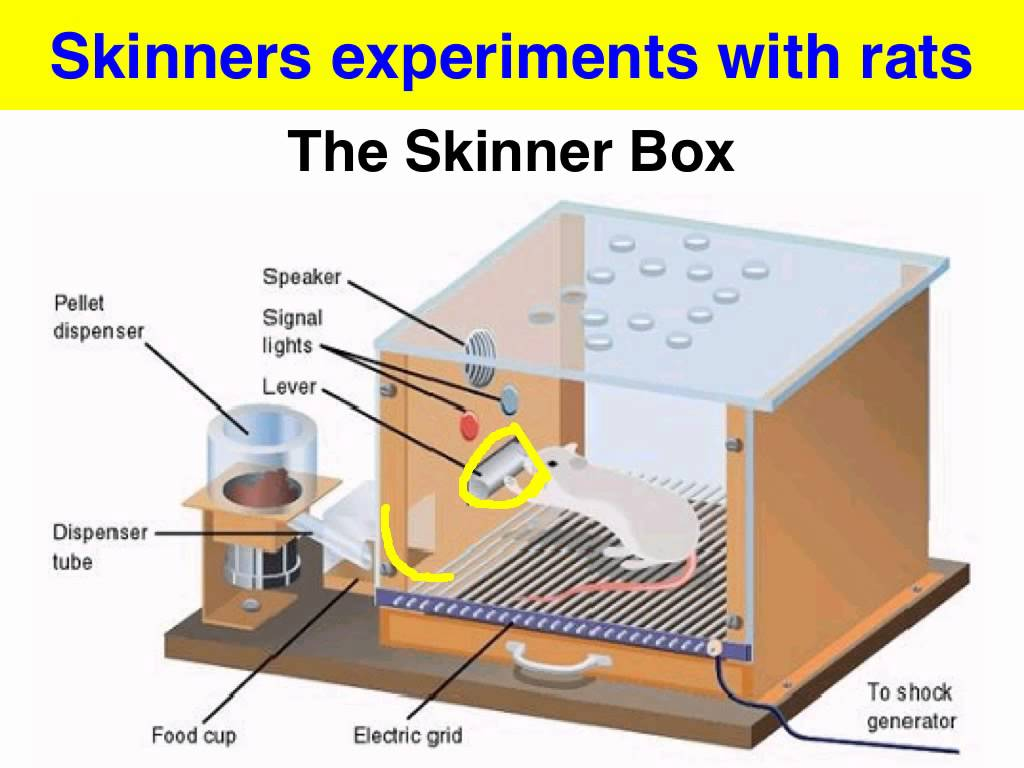 Skinners experiments with rats
The Skinner Box
Speaker
Pellet
dispenser
Signal
lights
Lever
Dispenser
tube
Food cup
Electric grid
To shock
generator